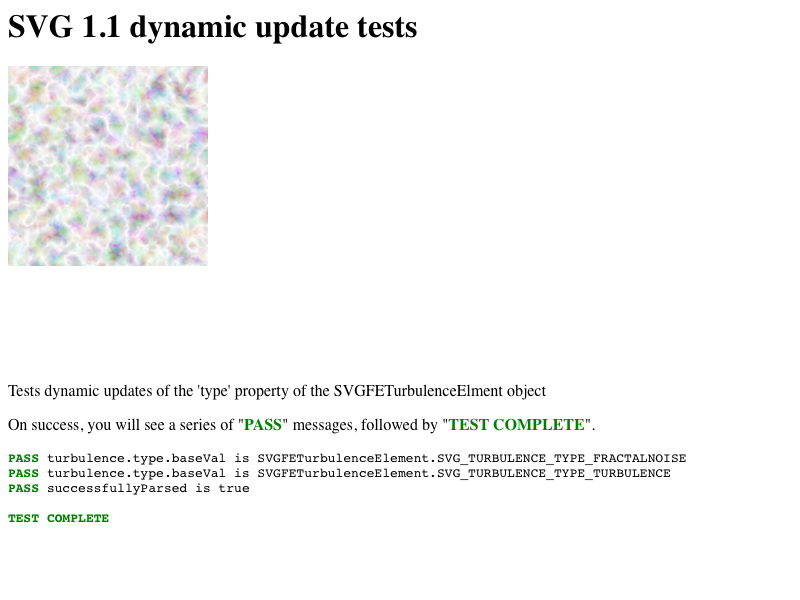 SVG 1.1 dynamic update tests
Tests dynamic updates of the 'type' property of the SVGFETurbulenceElment object
On success, you will see a series of "PASS" messages, followed by "TEST COMPLETE".
PASS turbulence.type.baseVal is SVGFETurbulenceElement.SVG_TURBULENCE_TYPE_FRACTALNOISE
PASS turbulence.type.baseVal is SVGFETurbulenceElement.SVG_TURBULENCE_TYPE_TURBULENCE
PASS successfullyParsed is true
TEST COMPLETE